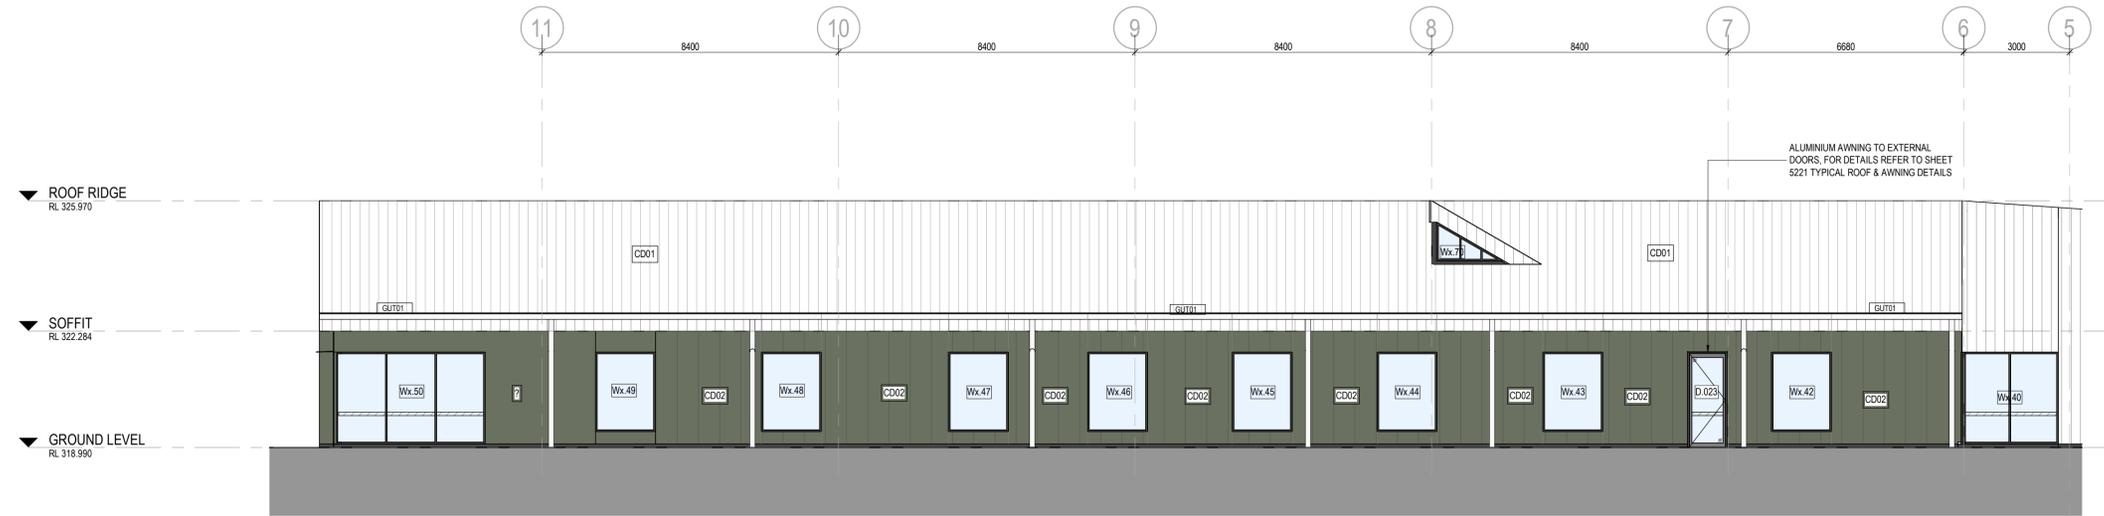 11
10
9
8
7
6
5
8400
8400
8400
8400
6680
3000
ALUMINIUM AWNING TO EXTERNAL
DOORS, FOR DETAILS REFER TO SHEET
5221 TYPICAL ROOF & AWNING DETAILS
ROOF RIDGE
RL 325.970
CD01
Wx.70
CD01
GUT01
GUT01
GUT01
SOFFIT
RL 322.284
Wx.50
?
Wx.49
CD02
Wx.48
CD02
Wx.47
CD02
Wx.46
CD02
Wx.45
CD02
Wx.44
CD02
Wx.43
CD02
D.023
Wx.42
CD02
Wx.40
GROUND LEVEL
RL 318.990